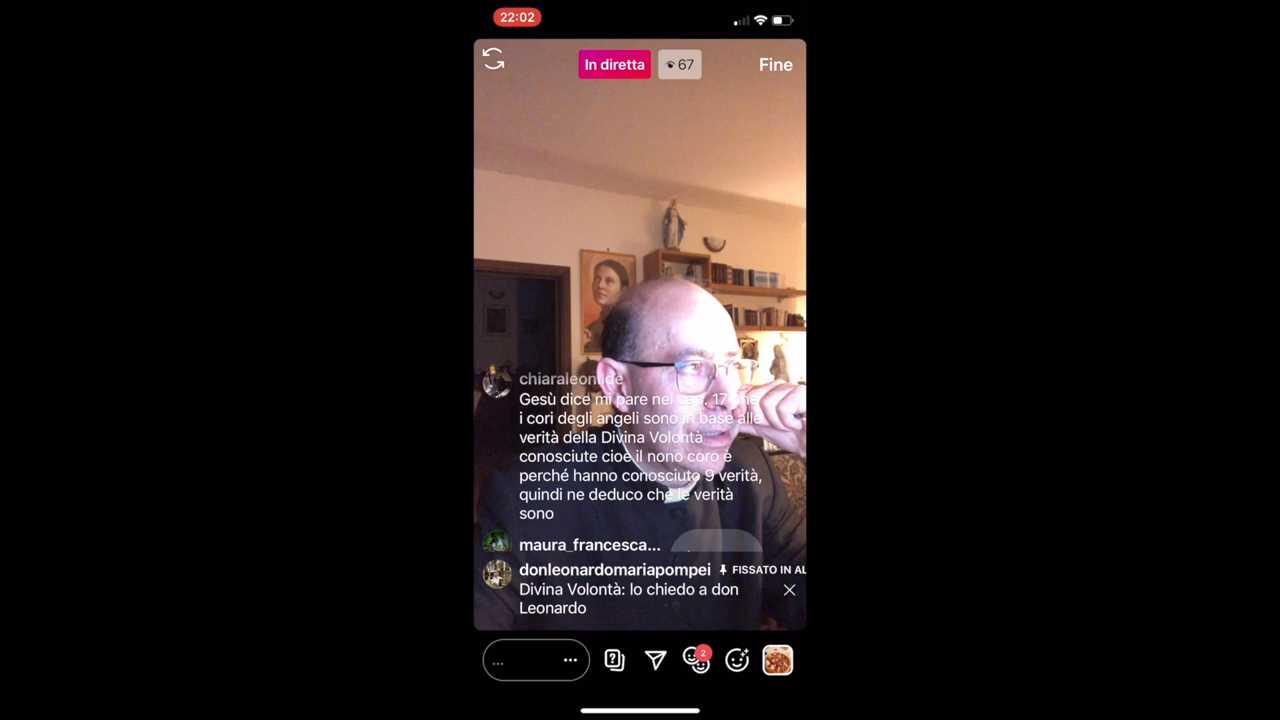 22:02
In diretta
67
Fine
chiaraleon
Gesù dice mi pare nel 17 che
i cori degli angeli sono in base alle
verità della Divina Volontà
conosciute cioè il nono coro è
perché hanno conosciuto 9 verità,
quindi ne deduco che le verità
sono
maura_francesca...
donleonardomariapompei FISSATO IN AL
Divina Volontà: lo chiedo a don
Leonardo
...
2